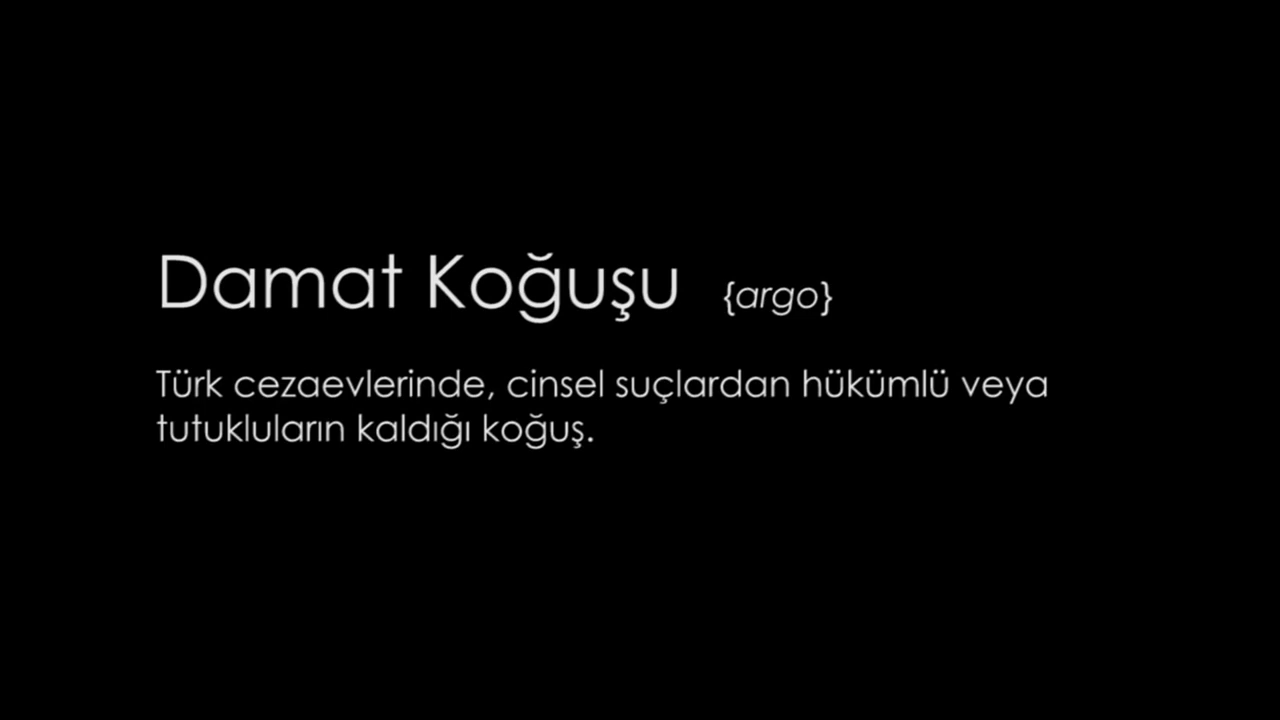 Damat Koğuşu {argo}
Türk cezaevlerinde, cinsel suçlardan hükümlü veya
tutukluların kaldığı koğuş.